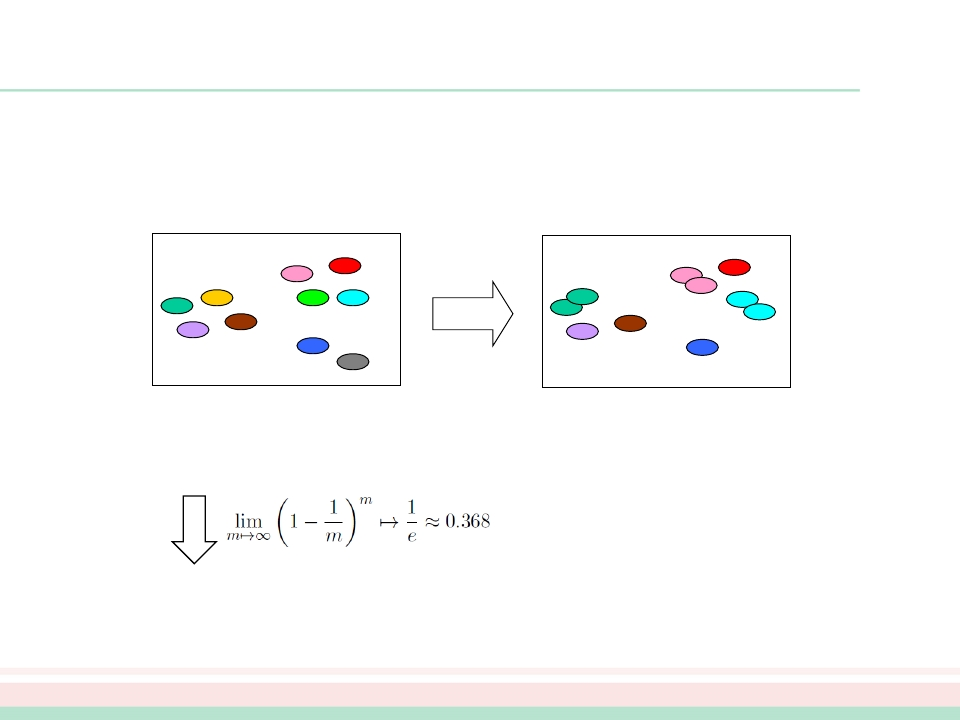 lim_{m↦∞} (1 − 1/m)^m ↦ 1/e ≈ 0.368